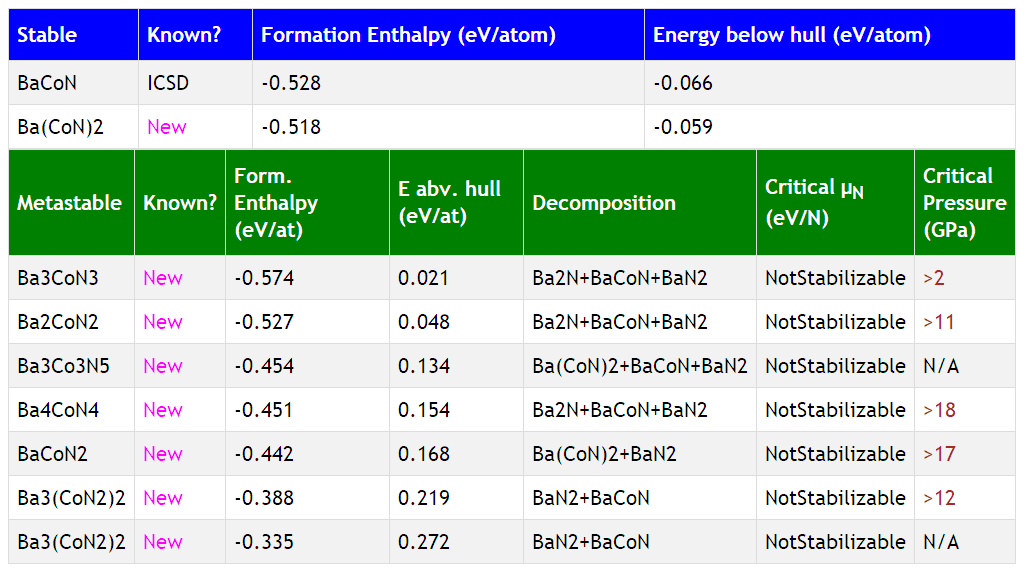 Stable Known? Formation Enthalpy (eV/atom) Energy below hull (eV/atom)
BaCoN ICSD -0.528 -0.066
Ba(CoN)2 New -0.518 -0.059
Metastable Known? Form. Enthalpy (eV/at) E abv. hull (eV/at) Decomposition Critical μN (eV/N) Critical Pressure (GPa)
Ba3CoN3 New -0.574 0.021 Ba2N+BaCoN+BaN2 NotStabilizable >2
Ba2CoN2 New -0.527 0.048 Ba2N+BaCoN+BaN2 NotStabilizable >11
Ba3Co3N5 New -0.454 0.134 Ba(CoN)2+BaCoN+BaN2 NotStabilizable N/A
Ba4CoN4 New -0.451 0.154 Ba2N+BaCoN+BaN2 NotStabilizable >18
BaCoN2 New -0.442 0.168 Ba(CoN)2+BaN2 NotStabilizable >17
Ba3(CoN2)2 New -0.388 0.219 BaN2+BaCoN NotStabilizable >12
Ba3(CoN2)2 New -0.335 0.272 BaN2+BaCoN NotStabilizable N/A